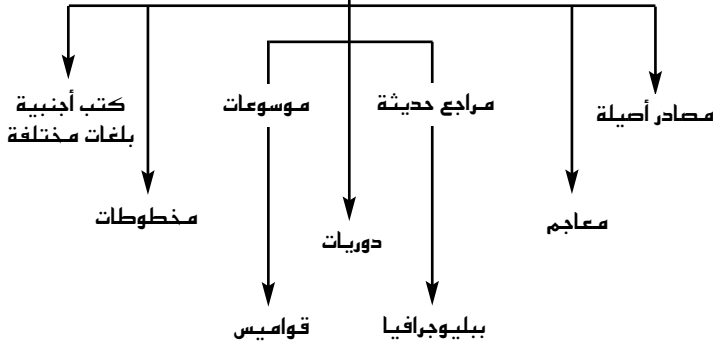 مصادر أصيلة
مراجع حديثة
موسوعات
كتب أجنبية
بلغات مختلفة
معاجم
دوريات
مخطوطات
ببليوجرافيا
قواميس